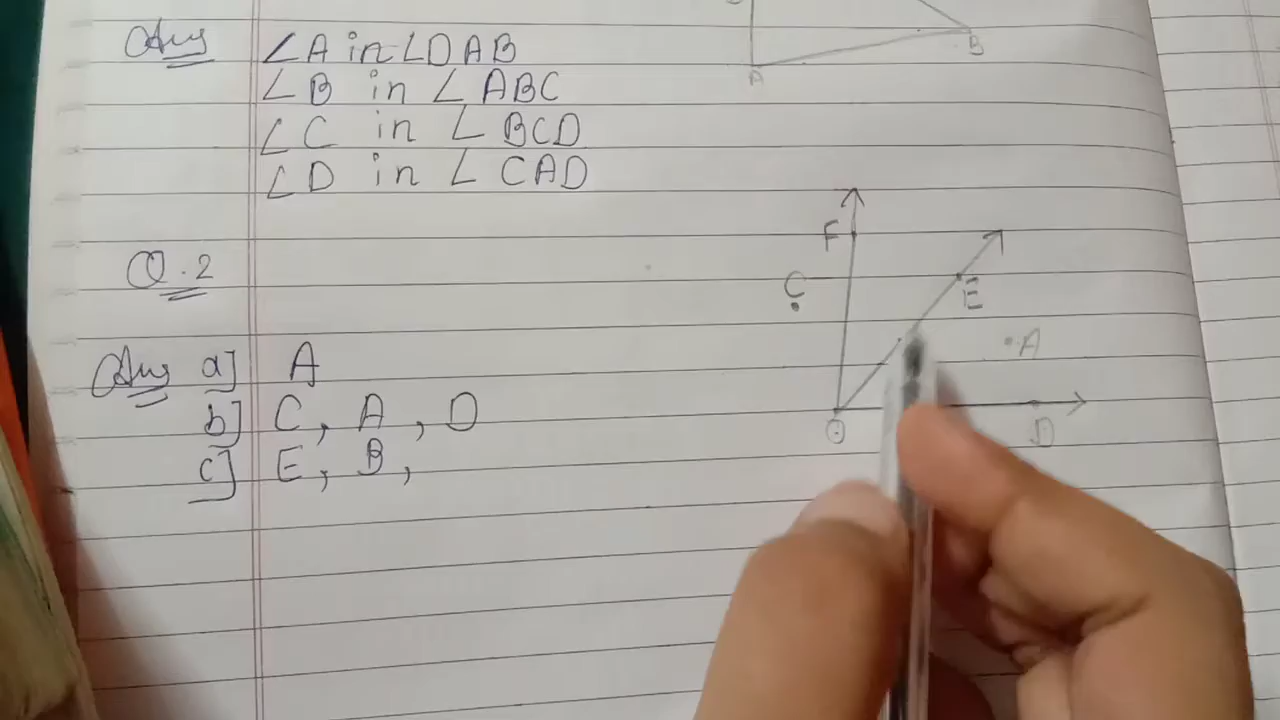 Ans ∠A in ∠DAB
∠B in ∠ABC
∠C in ∠BCD
∠D in ∠CAD
A
B
Q.2
F
C
E
A
O
D
Ans a] A
b] C, A, D
c] E, B,